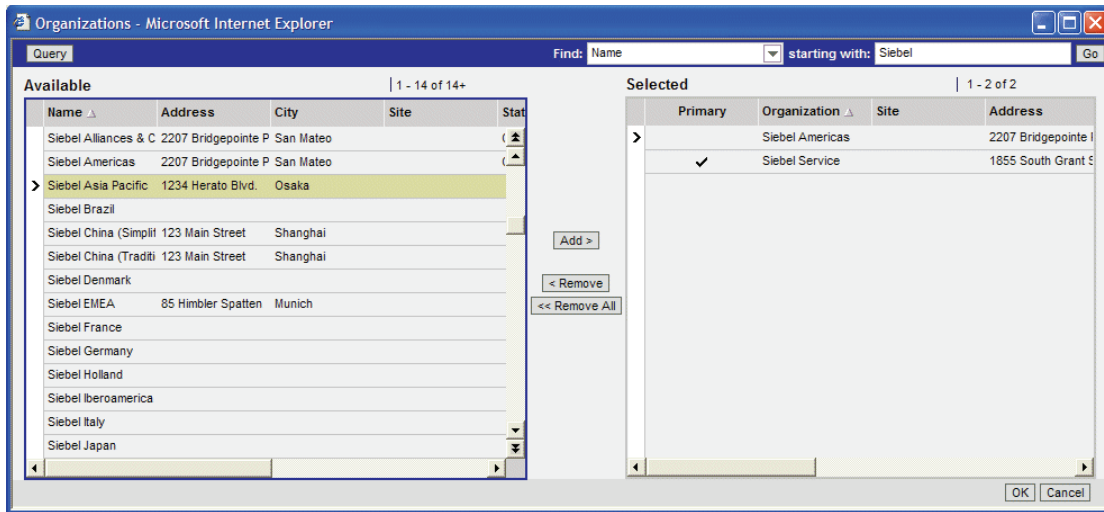 Organizations - Microsoft Internet Explorer
Query Find: Name starting with: Siebel Go
Available 1 - 14 of 14+ Selected 1 - 2 of 2
Name Address City Site Stat Primary Organization Site Address
Siebel Alliances & C 2207 Bridgepointe P San Mateo Siebel Americas 2207 Bridgepointe
Siebel Americas 2207 Bridgepointe P San Mateo Siebel Service 1855 South Grant S
Siebel Asia Pacific 1234 Herato Blvd. Osaka
Siebel Brazil
Siebel China (Simplif 123 Main Street Shanghai
Siebel China (Traditi 123 Main Street Shanghai
Add >
Siebel Denmark
< Remove
Siebel EMEA 85 Himbler Spatten Munich
<< Remove All
Siebel France
Siebel Germany
Siebel Holland
Siebel Iberoamerica
Siebel Italy
Siebel Japan
OK Cancel